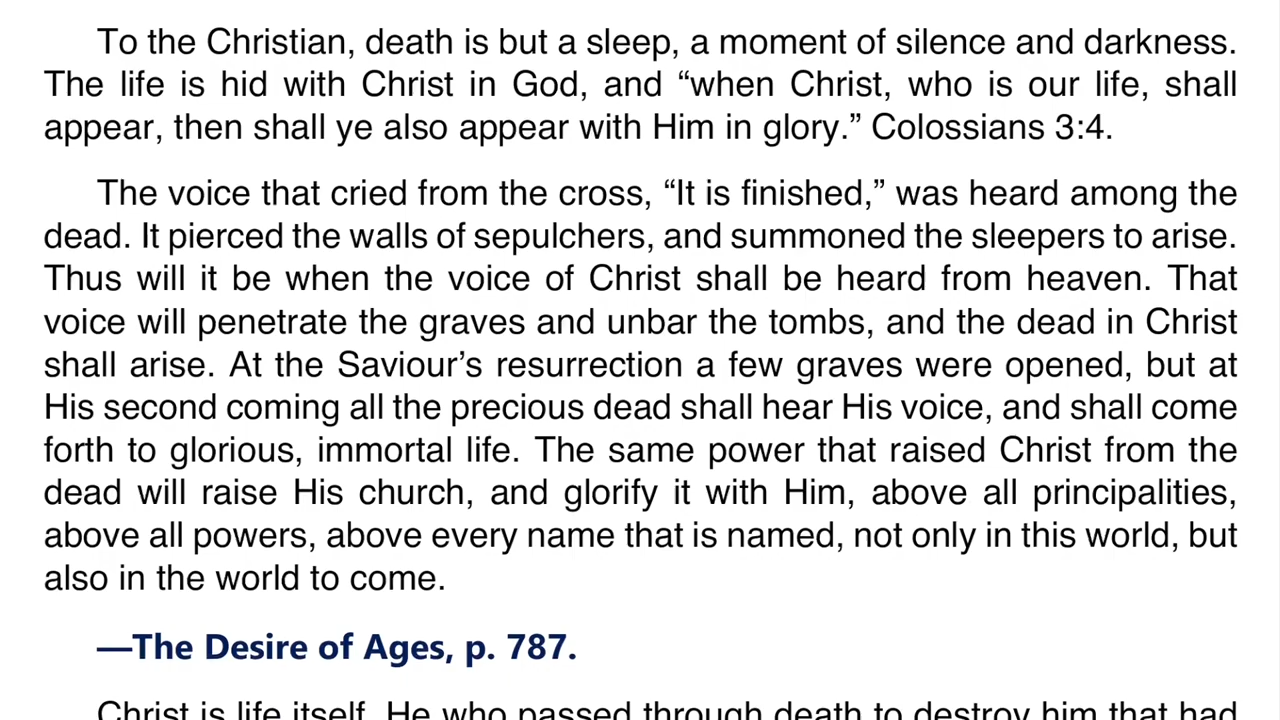 To the Christian, death is but a sleep, a moment of silence and darkness.
The life is hid with Christ in God, and “when Christ, who is our life, shall
appear, then shall ye also appear with Him in glory.” Colossians 3:4.
The voice that cried from the cross, “It is finished,” was heard among the
dead. It pierced the walls of sepulchers, and summoned the sleepers to arise.
Thus will it be when the voice of Christ shall be heard from heaven. That
voice will penetrate the graves and unbar the tombs, and the dead in Christ
shall arise. At the Saviour’s resurrection a few graves were opened, but at
His second coming all the precious dead shall hear His voice, and shall come
forth to glorious, immortal life. The same power that raised Christ from the
dead will raise His church, and glorify it with Him, above all principalities,
above all powers, above every name that is named, not only in this world, but
also in the world to come.
—The Desire of Ages, p. 787.
Christ is life itself. He who passed through death to destroy him that had